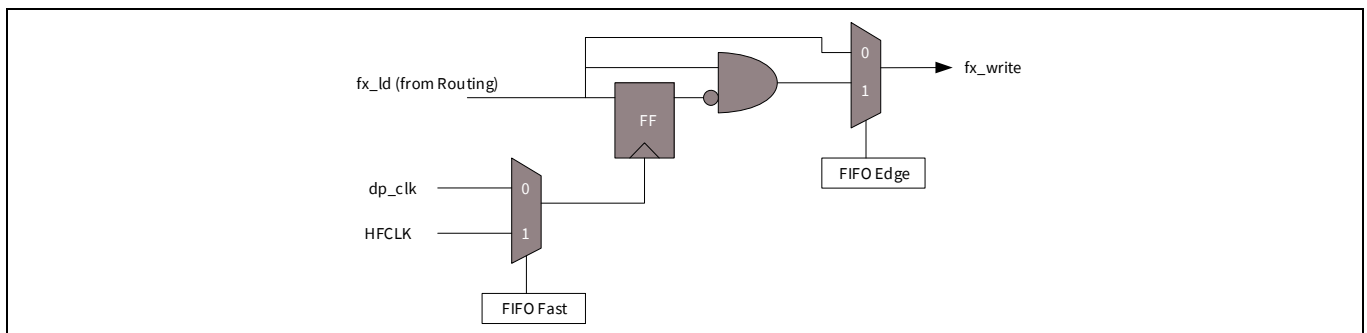 0
fx_write
fx_ld (from Routing)
1
FF
FIFO Edge
dp_clk
0
HFCLK
1
FIFO Fast